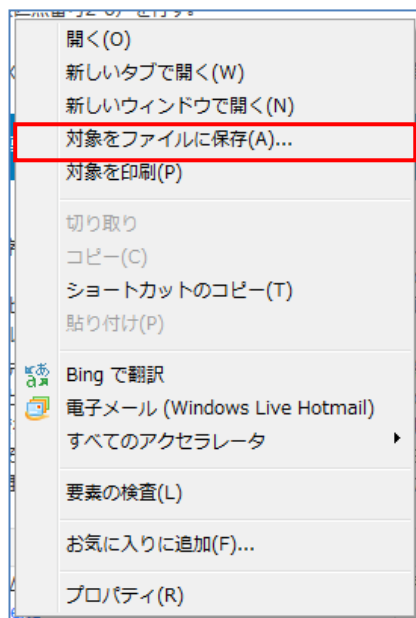 開く(O)
新しいタブで開く(W)
新しいウィンドウで開く(N)
対象をファイルに保存(A)...
対象を印刷(P)
切り取り
コピー(C)
ショートカットのコピー(T)
貼り付け(P)
Bing で翻訳
電子メール (Windows Live Hotmail)
すべてのアクセラレータ
要素の検査(L)
お気に入りに追加(F)...
プロパティ(R)